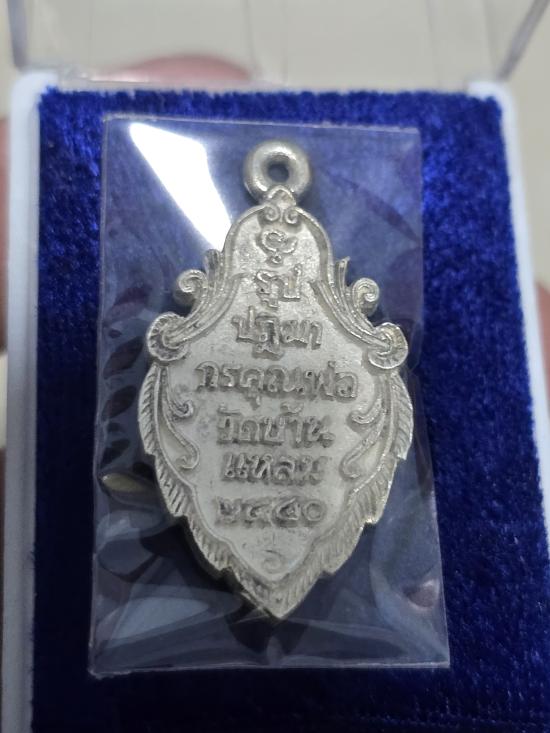 รูป
ปฏิมา
กรคุณพ่อ
วัดบ้าน
แหลม
๒๔๔๐